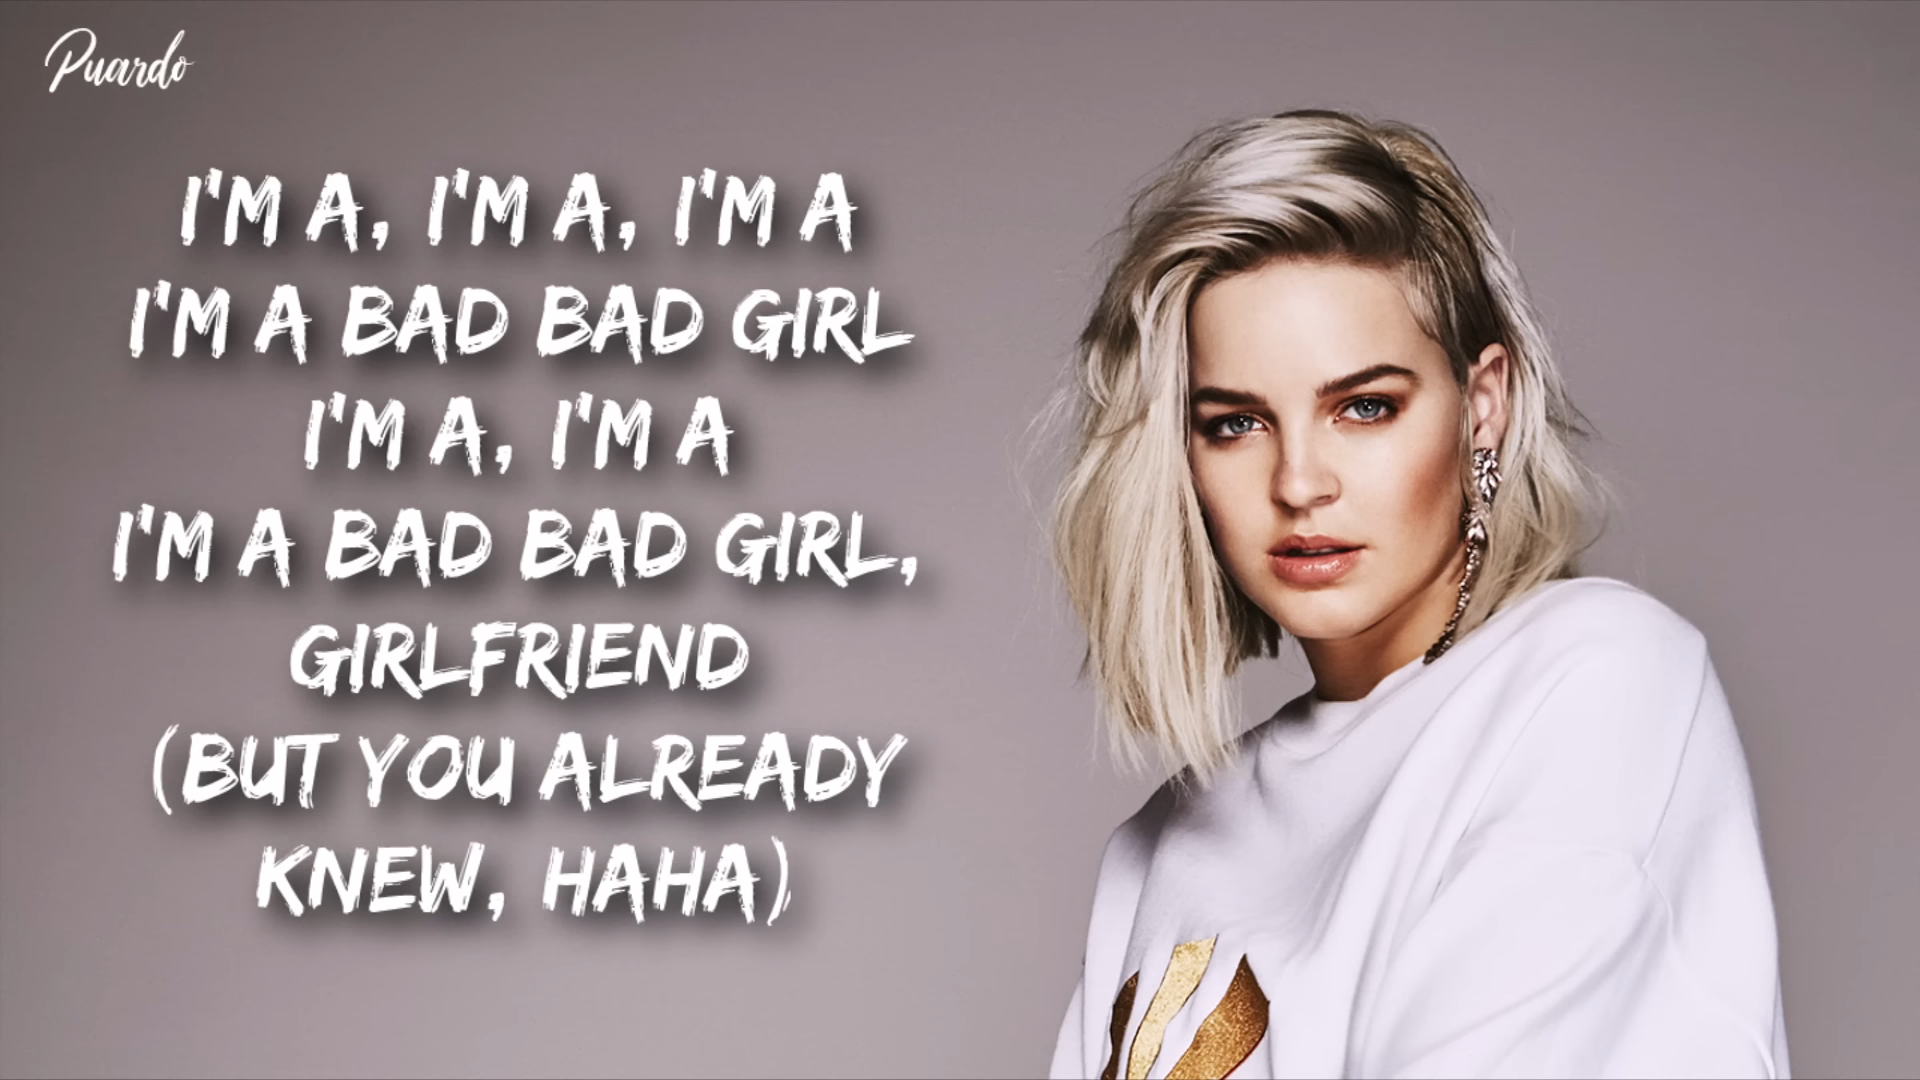 Puardo
I'M A, I'M A, I'M A
I'M A BAD BAD GIRL
I'M A, I'M A
I'M A BAD BAD GIRL,
GIRLFRIEND
(BUT YOU ALREADY
KNEW, HAHA)